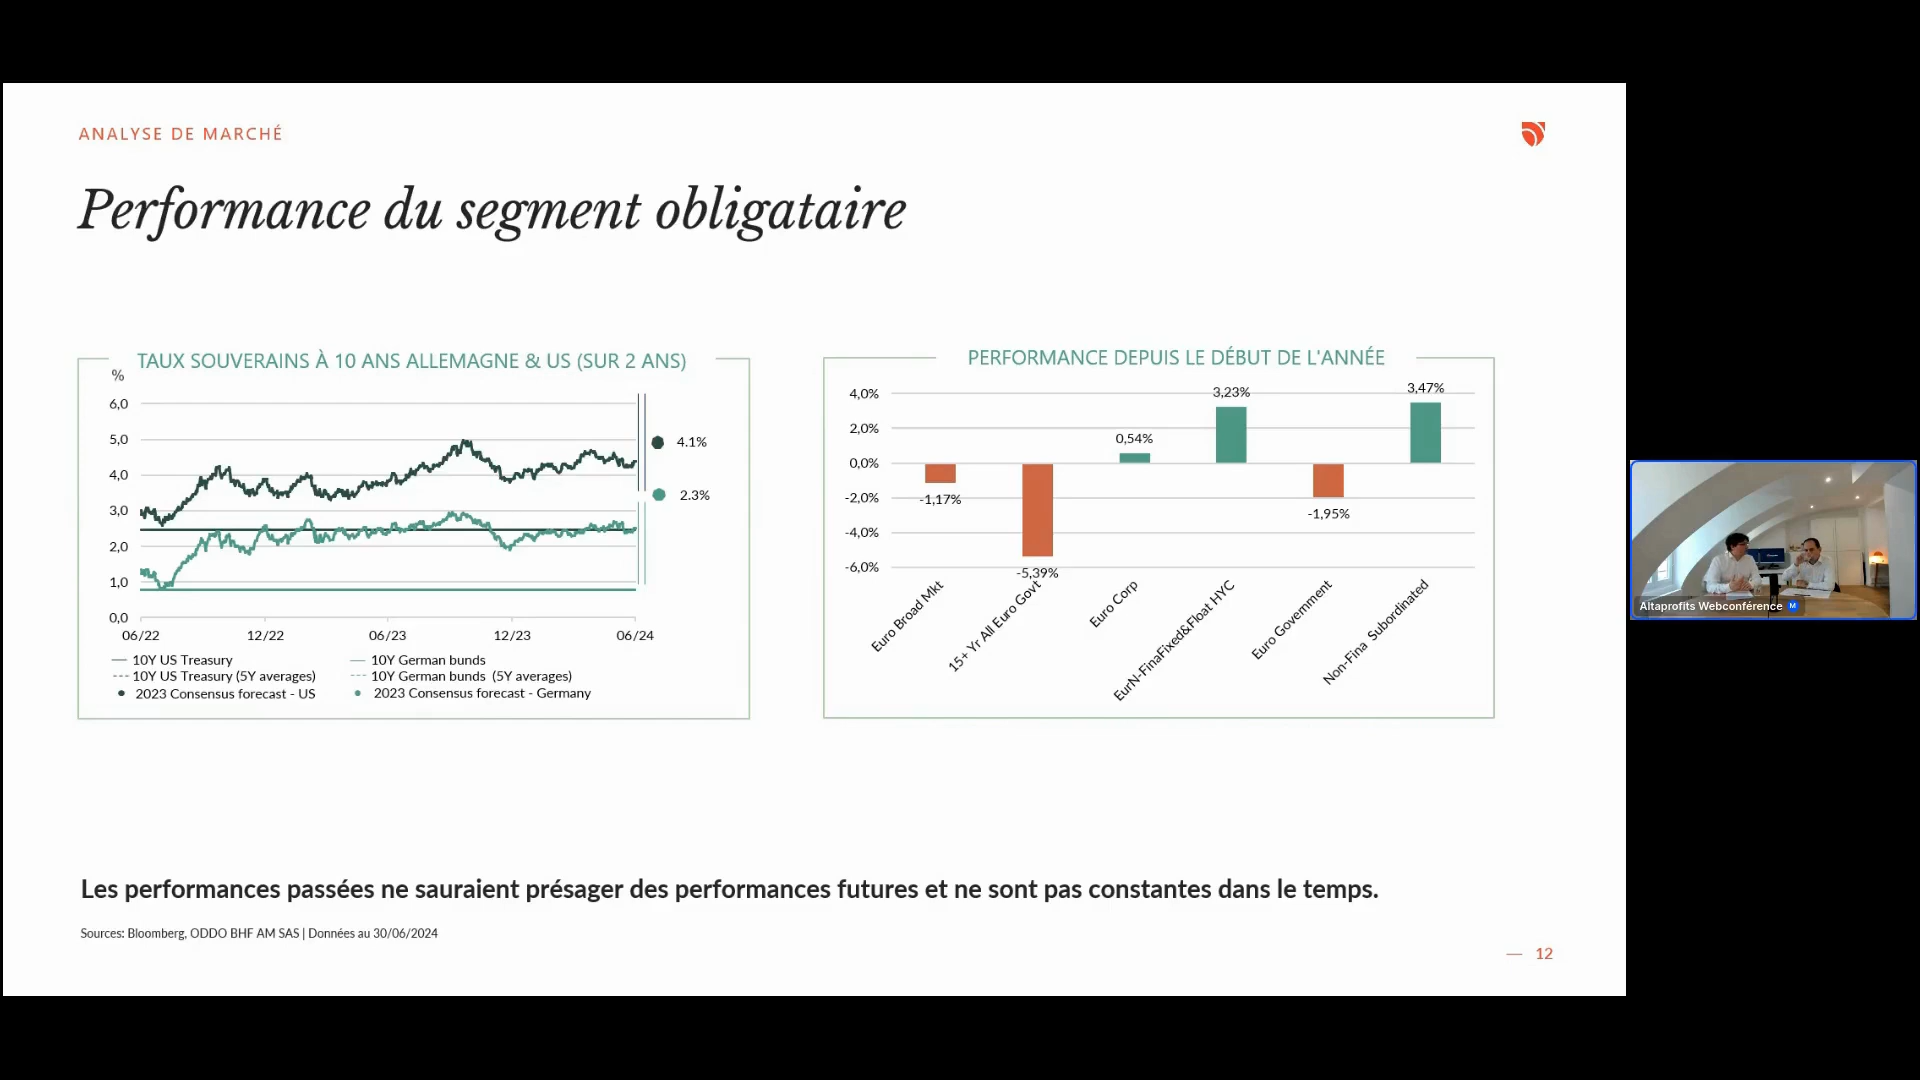 ANALYSE DE MARCHÉ
Performance du segment obligataire
TAUX SOUVERAINS À 10 ANS ALLEMAGNE & US (SUR 2 ANS)
%
6,0
5,0
4,0
3,0
2,0
1,0
0,0
4.1%
2.3%
06/22 12/22 06/23 12/23 06/24
10Y US Treasury 10Y German bunds
10Y US Treasury (5Y averages) 10Y German bunds (5Y averages)
2023 Consensus forecast - US 2023 Consensus forecast - Germany
PERFORMANCE DEPUIS LE DÉBUT DE L'ANNÉE
4,0%
2,0%
0,0%
-2,0%
-4,0%
-6,0%
-1,17%
-5,39%
0,54%
3,23%
-1,95%
3,47%
Euro Broad Mkt
15+ Yr All Euro Govt
Euro Corp
EurN-FinaFixed&Float HYC
Euro Government
Non-Fina Subordinated
Les performances passées ne sauraient présager des performances futures et ne sont pas constantes dans le temps.
Sources: Bloomberg, ODDO BHF AM SAS | Données au 30/06/2024
— 12
Altaprofits Webconférence M